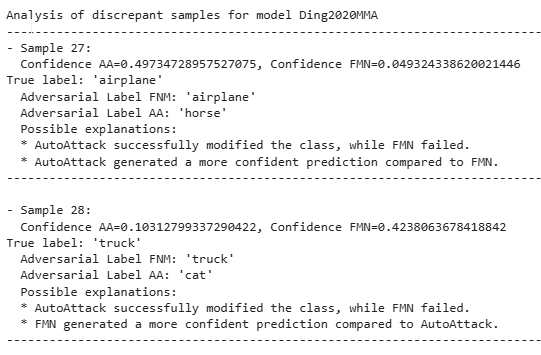 Analysis of discrepant samples for model Ding2020MMA
--------------------------------------------------------------------------------
- Sample 27:
Confidence AA=0.49734728957527075, Confidence FMN=0.049324338620021446
True label: 'airplane'
Adversarial Label FNM: 'airplane'
Adversarial Label AA: 'horse'
Possible explanations:
* AutoAttack successfully modified the class, while FMN failed.
* AutoAttack generated a more confident prediction compared to FMN.
--------------------------------------------------------------------------------
- Sample 28:
Confidence AA=0.10312799337290422, Confidence FMN=0.4238063678418842
True label: 'truck'
Adversarial Label FNM: 'truck'
Adversarial Label AA: 'cat'
Possible explanations:
* AutoAttack successfully modified the class, while FMN failed.
* FMN generated a more confident prediction compared to AutoAttack.
--------------------------------------------------------------------------------